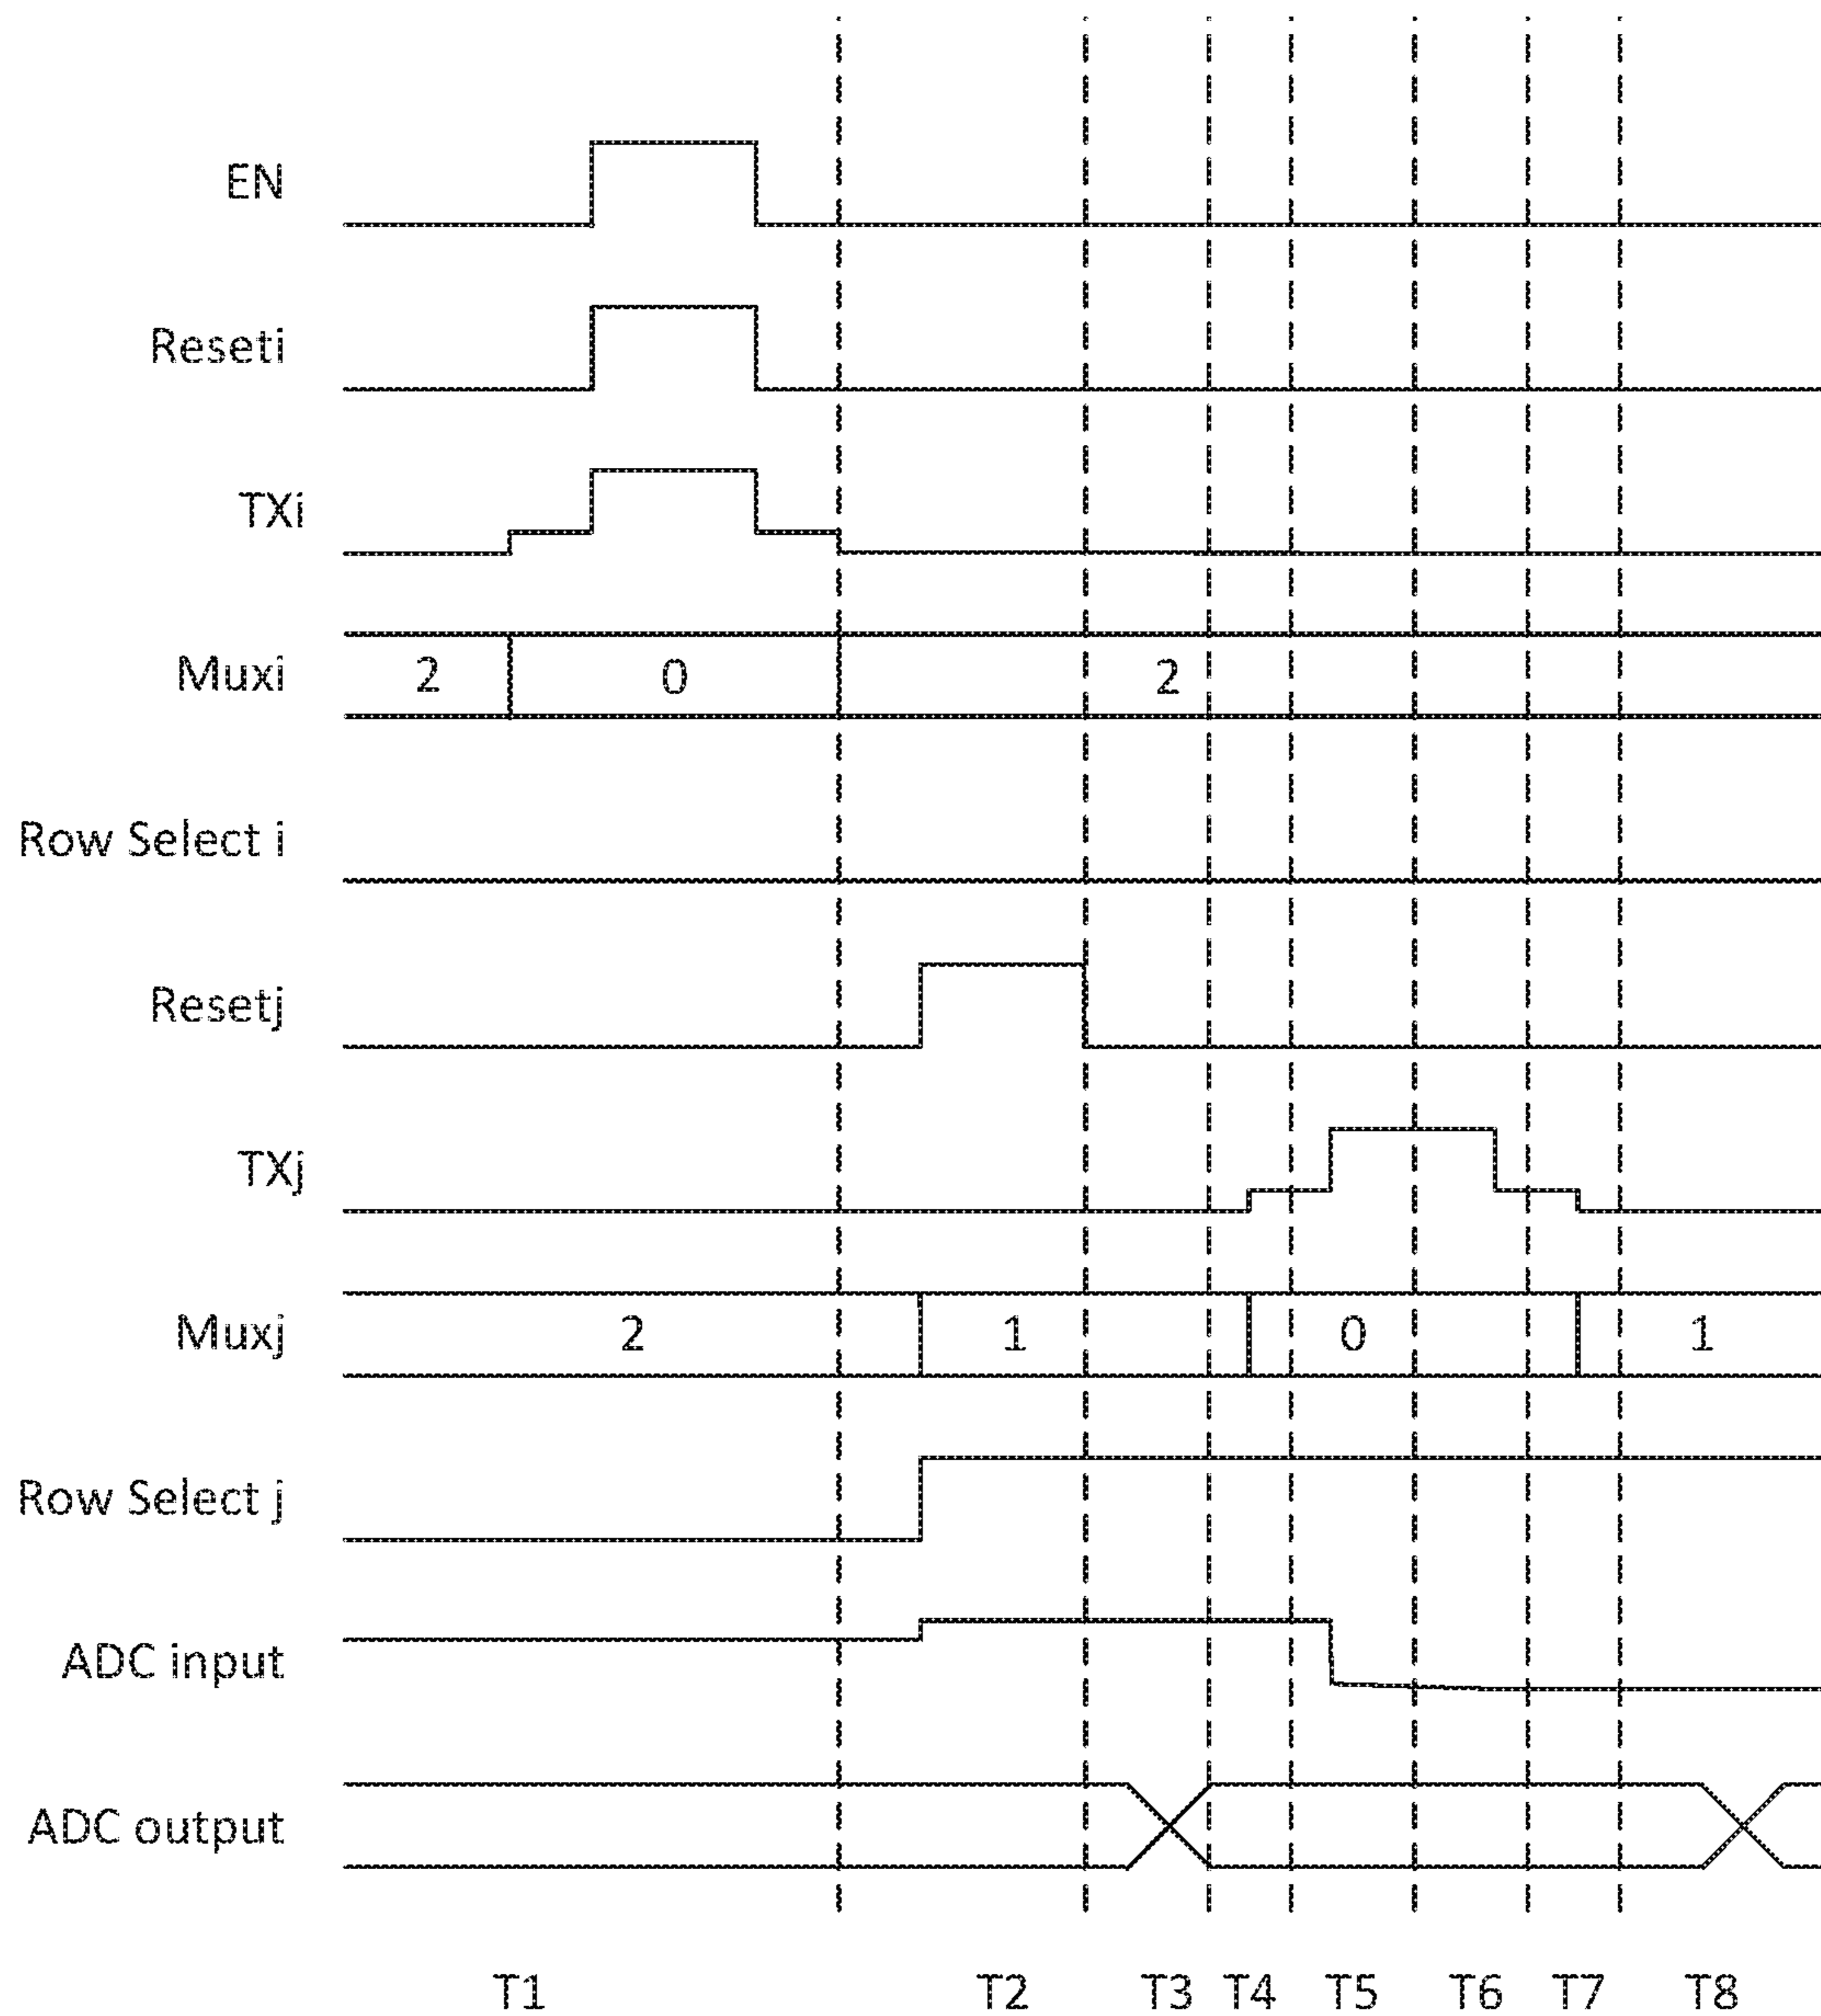 EN
Reseti
TXi
Muxi 2 0 2
Row Select i
Resetj
TXj
Muxj 2 1 0 1
Row Select j
ADC input
ADC output
T1 T2 T3 T4 T5 T6 T7 T8